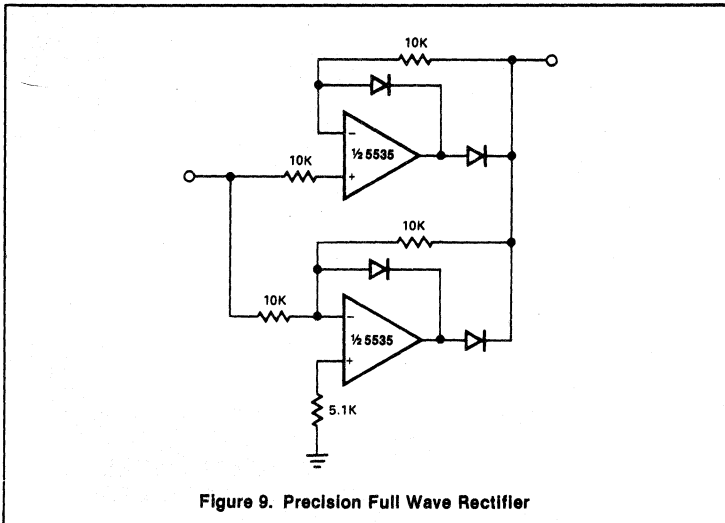 10K
10K
½ 5535
−
+
10K
10K
½ 5535
−
+
5.1K
Figure 9. Precision Full Wave Rectifier